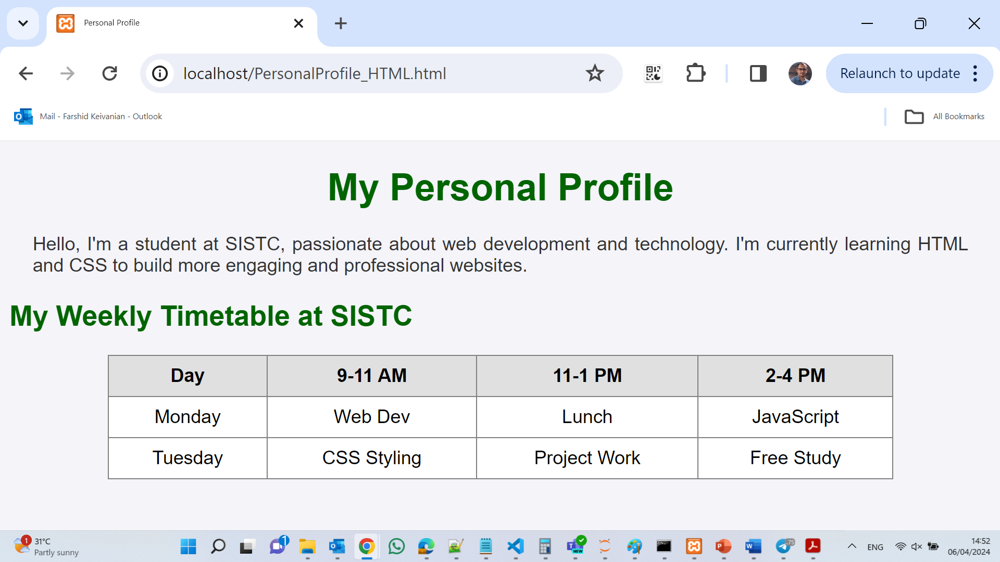 Personal Profile
localhost/PersonalProfile_HTML.html
Relaunch to update
Mail - Farshid Keivanian - Outlook
All Bookmarks
My Personal Profile
Hello, I'm a student at SISTC, passionate about web development and technology. I'm currently learning HTML
and CSS to build more engaging and professional websites.
My Weekly Timetable at SISTC
Day 9-11 AM 11-1 PM 2-4 PM
Monday Web Dev Lunch JavaScript
Tuesday CSS Styling Project Work Free Study
1 31°C
Partly sunny
1
NEW
75
ENG
14:52
06/04/2024